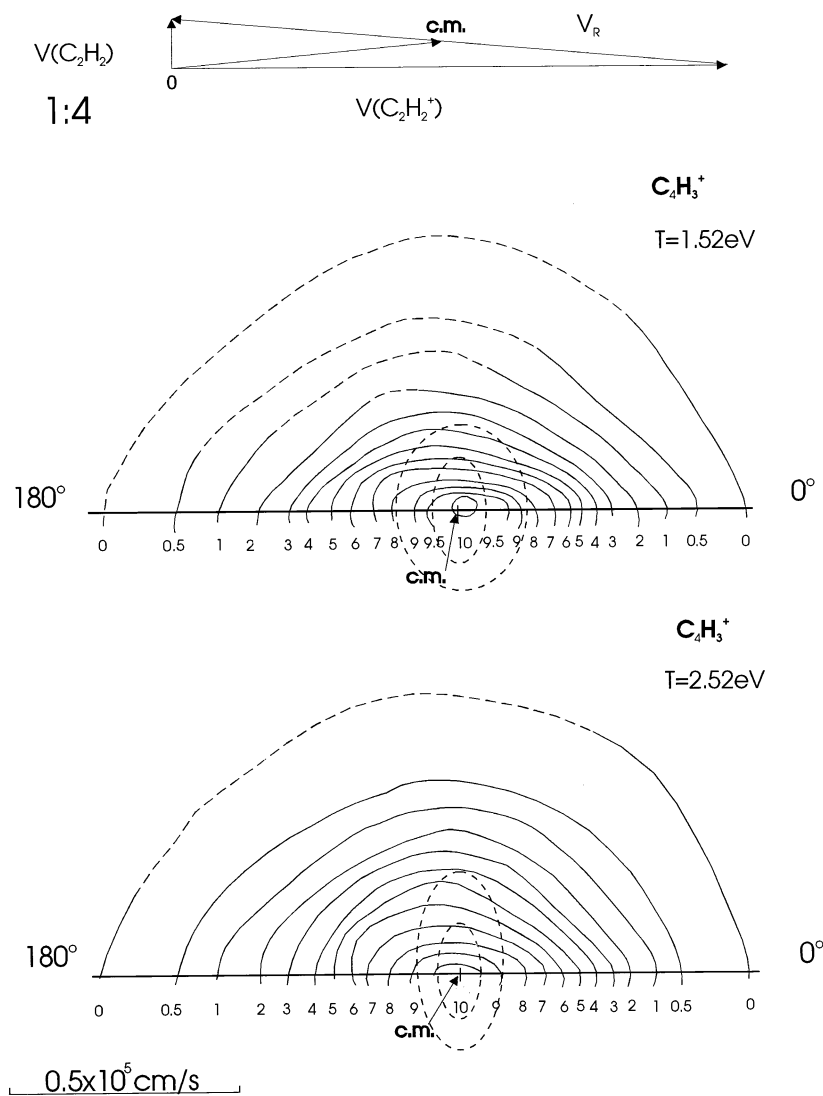 c.m.
V_R
V(C₂H₂)
0
1:4
V(C₂H₂⁺)
C₄H₃⁺
T=1.52eV
180° 0°
0 0.5 1 2 3 4 5 6 7 8 9 9.5 10 9.5 9 8 7 6 5 4 3 2 1 0.5 0
c.m.
C₄H₃⁺
T=2.52eV
180° 0°
0 0.5 1 2 3 4 5 6 7 8 9 10 9 8 7 6 5 4 3 2 1 0.5 0
c.m.
0.5x10⁵cm/s